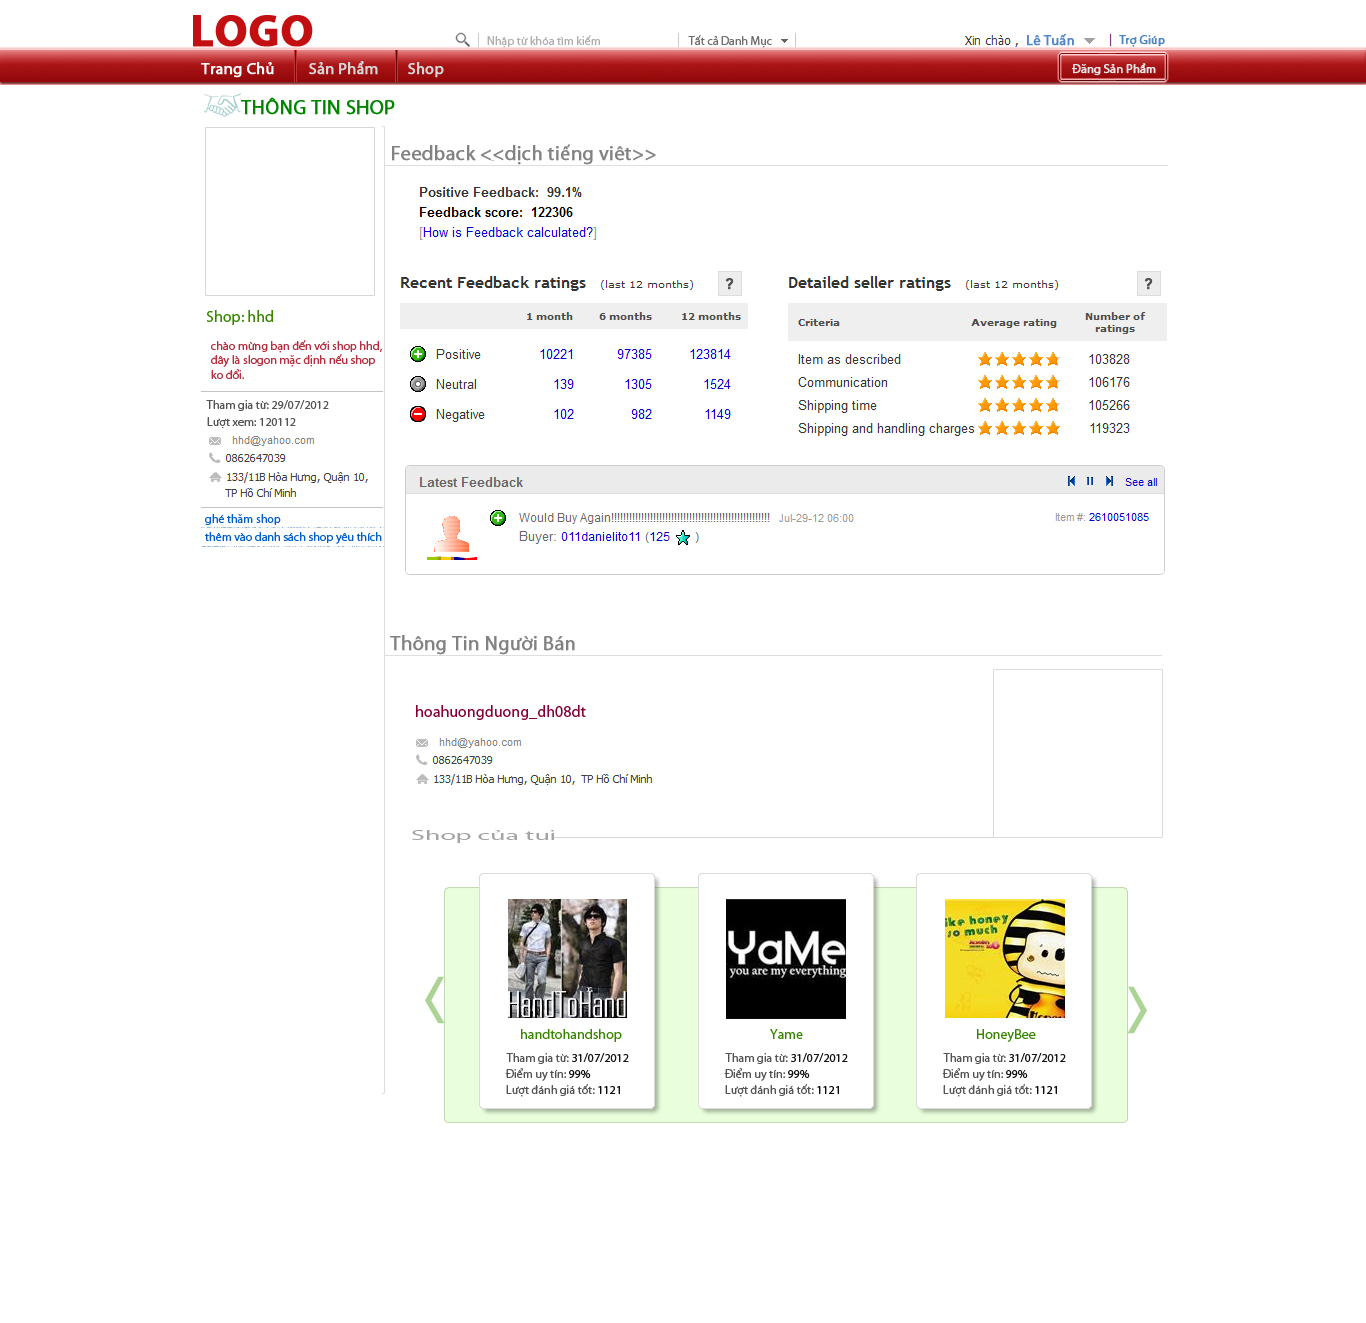 LOGO
Nhập từ khóa tìm kiếm
Tất cả Danh Mục
Xin chào , Lê Tuấn
Trợ Giúp
Trang Chủ
Sản Phẩm
Shop
Đăng Sản Phẩm
THÔNG TIN SHOP
Shop: hhd
chào mừng bạn đến với shop hhd,
đây là slogon mặc định nếu shop
ko đổi.
Tham gia từ: 29/07/2012
Lượt xem: 120112
hhd@yahoo.com
0862647039
133/11B Hòa Hưng, Quận 10,
TP Hồ Chí Minh
ghé thăm shop
thêm vào danh sách shop yêu thích
Feedback <<dịch tiếng viêt>>
Positive Feedback: 99.1%
Feedback score: 122306
[How is Feedback calculated?]
Recent Feedback ratings (last 12 months) ?
1 month 6 months 12 months
Positive 10221 97385 123814
Neutral 139 1305 1524
Negative 102 982 1149
Detailed seller ratings (last 12 months) ?
Criteria Average rating Number of
ratings
Item as described 103828
Communication 106176
Shipping time 105266
Shipping and handling charges 119323
Latest Feedback See all
Would Buy Again!!!!!!!!!!!!!!!!!!!!!!!!!!!!!!!!!!!!!!!!!!!!!!!!!!!!! Jul-29-12 06:00 Item #: 2610051085
Buyer: 011danielito11 (125 )
Thông Tin Người Bán
hoahuongduong_dh08dt
hhd@yahoo.com
0862647039
133/11B Hòa Hưng, Quận 10, TP Hồ Chí Minh
Shop của tui
HandToHand
handtohandshop
Tham gia từ: 31/07/2012
Điểm uy tín: 99%
Lượt đánh giá tốt: 1121
YaMe
you are my everything
Yame
Tham gia từ: 31/07/2012
Điểm uy tín: 99%
Lượt đánh giá tốt: 1121
ike honey
so much
HoneyBee
Tham gia từ: 31/07/2012
Điểm uy tín: 99%
Lượt đánh giá tốt: 1121